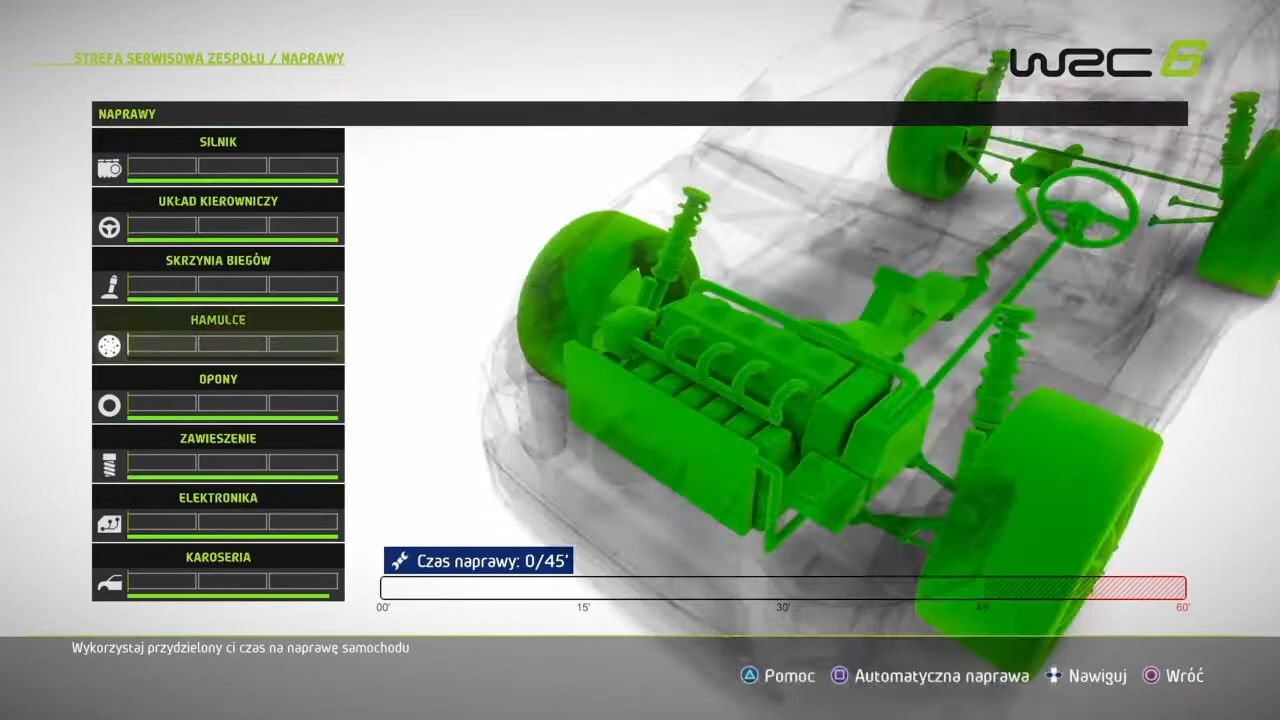 STREFA SERWISOWA ZESPOŁU / NAPRAWY
WRC 6
NAPRAWY
SILNIK
UKŁAD KIEROWNICZY
SKRZYNIA BIEGÓW
HAMULCE
OPONY
ZAWIESZENIE
ELEKTRONIKA
KAROSERIA
Czas naprawy: 0/45'
00' 15' 30' 45' 60'
Wykorzystaj przydzielony ci czas na naprawę samochodu
Pomoc Automatyczna naprawa Nawiguj Wróć